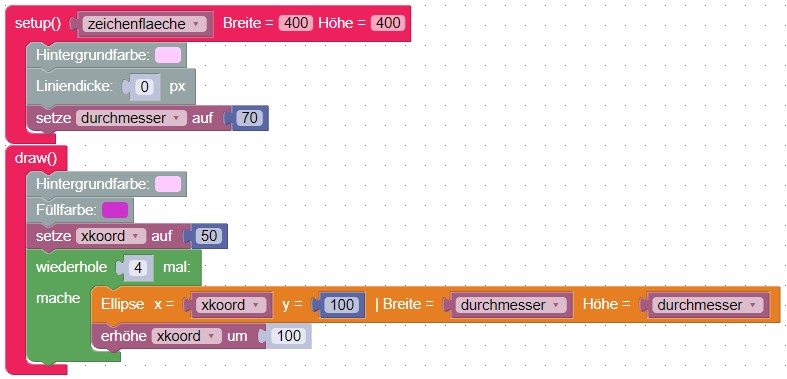 setup() zeichenflaeche Breite = 400 Höhe = 400
Hintergrundfarbe:
Liniendicke: 0 px
setze durchmesser auf 70
draw()
Hintergrundfarbe:
Füllfarbe:
setze xkoord auf 50
wiederhole 4 mal:
mache Ellipse x = xkoord y = 100 | Breite = durchmesser Höhe = durchmesser
erhöhe xkoord um 100